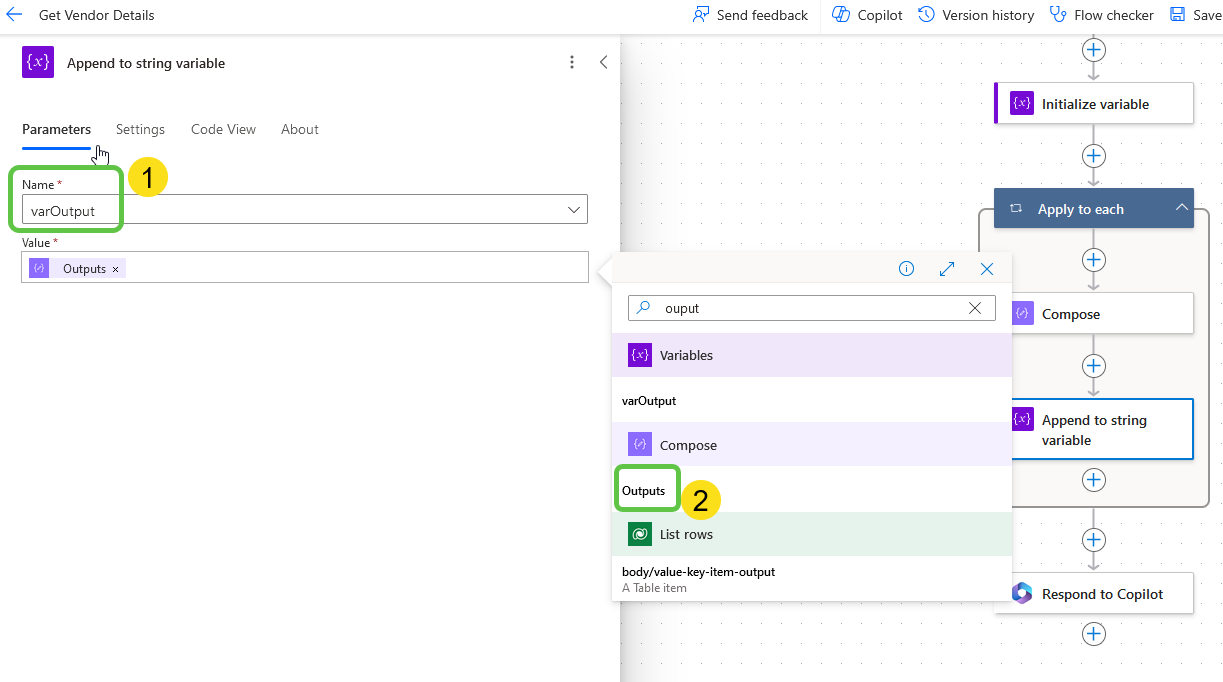 Get Vendor Details
Send feedback
Copilot
Version history
Flow checker
Save
{x}
Append to string variable
Parameters
Settings
Code View
About
1
Name *
varOutput
Value *
Outputs ×
ouput
{x} Variables
varOutput
Compose
Outputs
2
List rows
body/value-key-item-output
A Table item
{x} Initialize variable
Apply to each
Compose
{x} Append to string
variable
Respond to Copilot